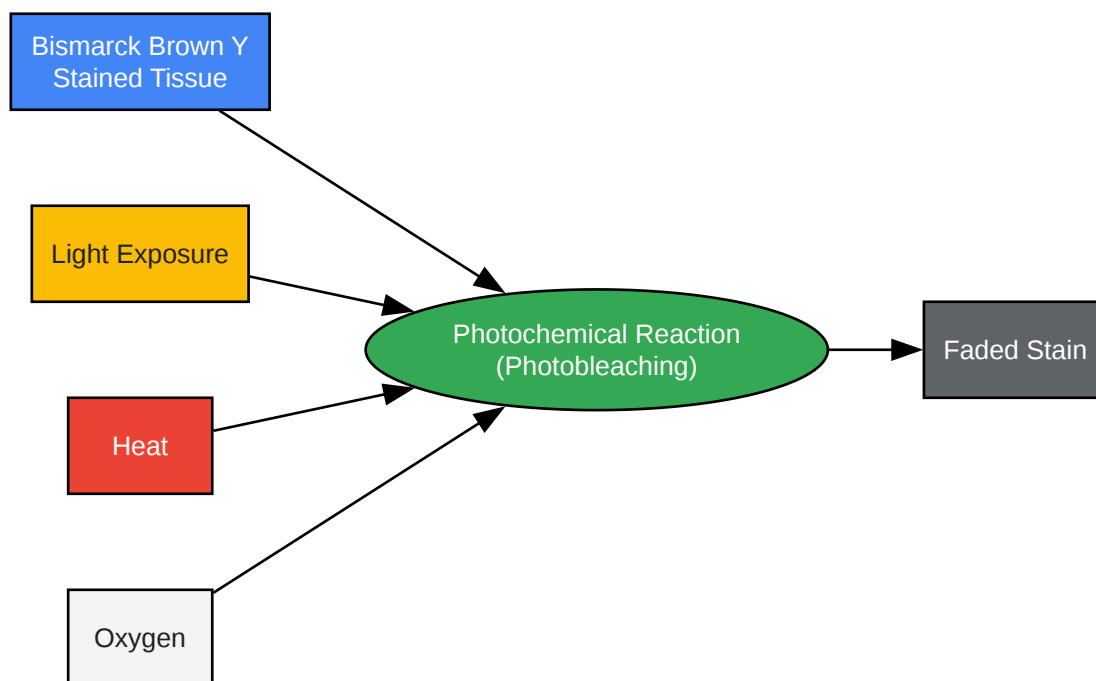 Bismarck Brown Y
Stained Tissue
Light Exposure
Heat
Oxygen
Photochemical Reaction
(Photobleaching)
Faded Stain